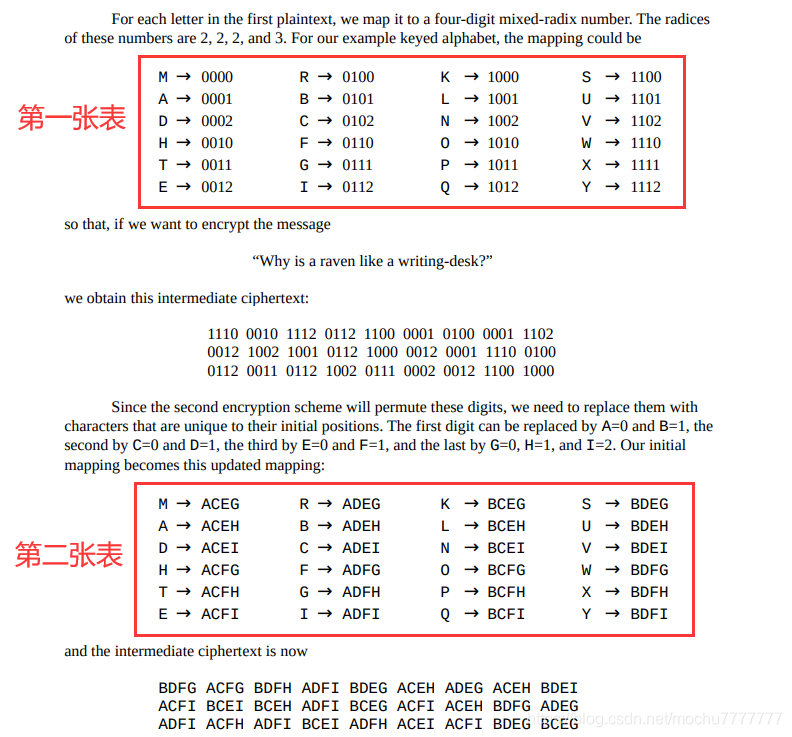 For each letter in the first plaintext, we map it to a four-digit mixed-radix number. The radices
of these numbers are 2, 2, 2, and 3. For our example keyed alphabet, the mapping could be
第一张表
M → 0000 R → 0100 K → 1000 S → 1100
A → 0001 B → 0101 L → 1001 U → 1101
D → 0002 C → 0102 N → 1002 V → 1102
H → 0010 F → 0110 O → 1010 W → 1110
T → 0011 G → 0111 P → 1011 X → 1111
E → 0012 I → 0112 Q → 1012 Y → 1112
so that, if we want to encrypt the message
“Why is a raven like a writing-desk?”
we obtain this intermediate ciphertext:
1110 0010 1112 0112 1100 0001 0100 0001 1102
0012 1002 1001 0112 1000 0012 0001 1110 0100
0112 0011 0112 1002 0111 0002 0012 1100 1000
Since the second encryption scheme will permute these digits, we need to replace them with
characters that are unique to their initial positions. The first digit can be replaced by A=0 and B=1, the
second by C=0 and D=1, the third by E=0 and F=1, and the last by G=0, H=1, and I=2. Our initial
mapping becomes this updated mapping:
第二张表
M → ACEG R → ADEG K → BCEG S → BDEG
A → ACEH B → ADEH L → BCEH U → BDEH
D → ACEI C → ADEI N → BCEI V → BDEI
H → ACFG F → ADFG O → BCFG W → BDFG
T → ACFH G → ADFH P → BCFH X → BDFH
E → ACFI I → ADFI Q → BCFI Y → BDFI
and the intermediate ciphertext is now
BDFG ACFG BDFH ADFI BDEG ACEH ADEG ACEH BDEI
ACFI BCEI BCEH ADFI BCEG ACFI ACEH BDFG ADEG
ADFI ACFH ADFI BCEI ADFH ACEI ACFI BDEG BCEG
https://blog.csdn.net/mochu7777777